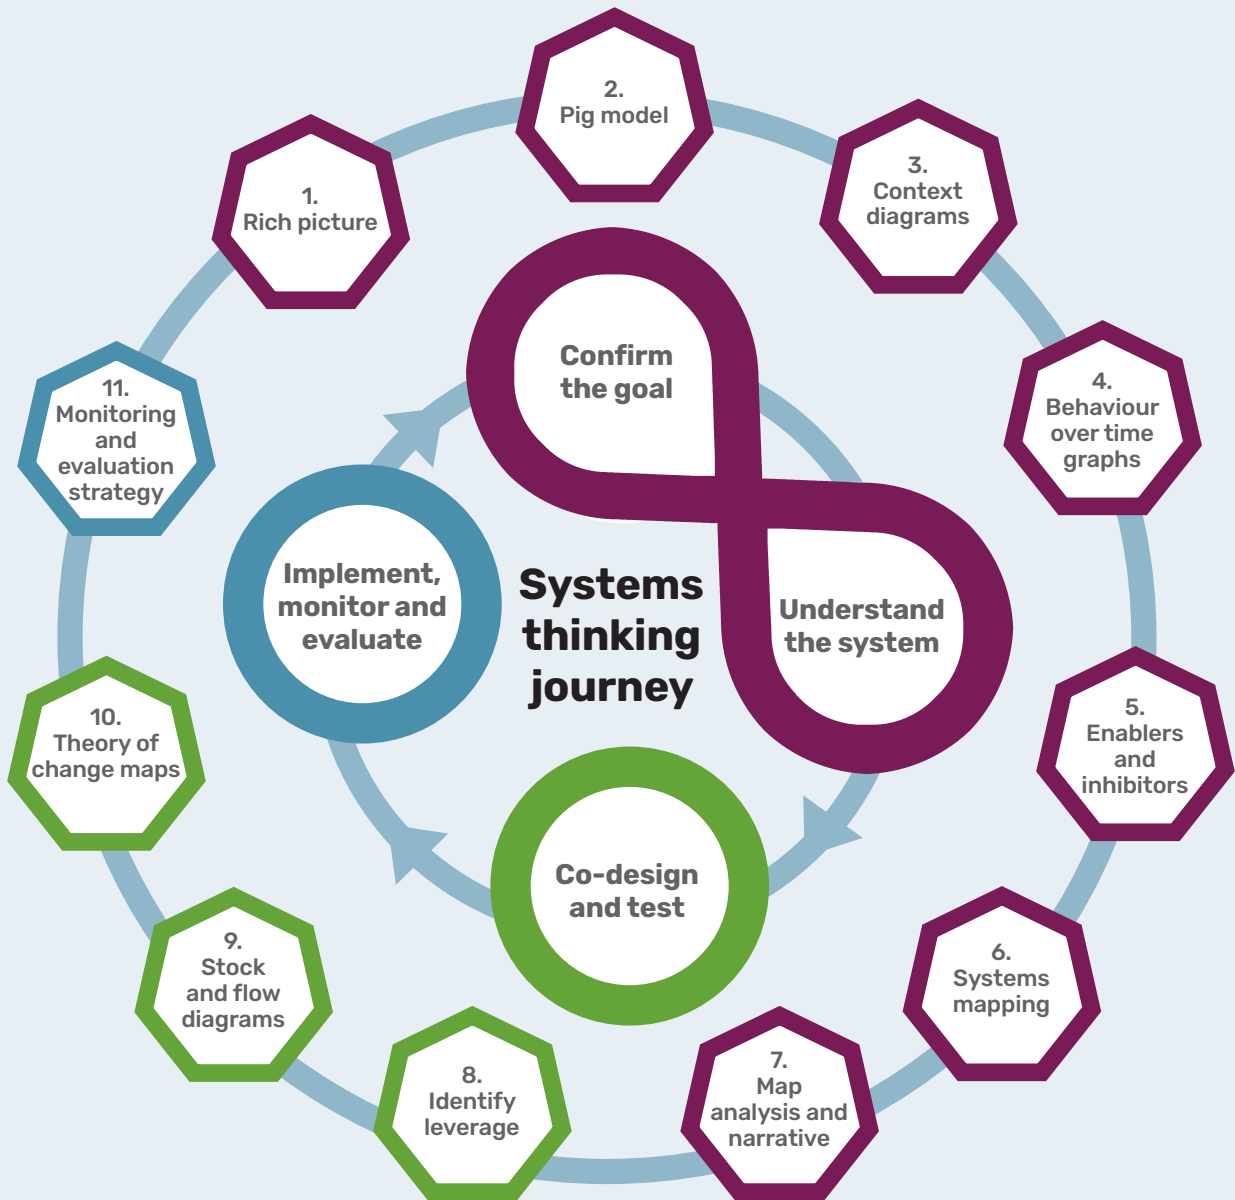 2.
Pig model
1.
Rich picture
3.
Context
diagrams
4.
Behaviour
over time
graphs
5.
Enablers
and
inhibitors
6.
Systems
mapping
7.
Map
analysis and
narrative
8.
Identify
leverage
9.
Stock
and flow
diagrams
10.
Theory of
change maps
11.
Monitoring
and
evaluation
strategy
Confirm
the goal
Understand
the system
Co-design
and test
Implement,
monitor and
evaluate
Systems
thinking
journey